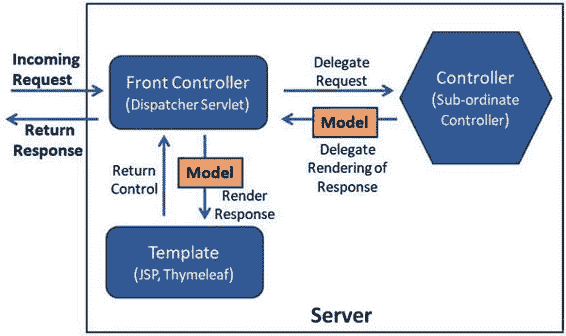 Incoming
Request
Return
Response
Front Controller
(Dispatcher Servlet)
Delegate
Request
Controller
(Sub-ordinate
Controller)
Model
Delegate
Rendering of
Response
Return
Control
Model
Render
Response
Template
(JSP, Thymeleaf)
Server